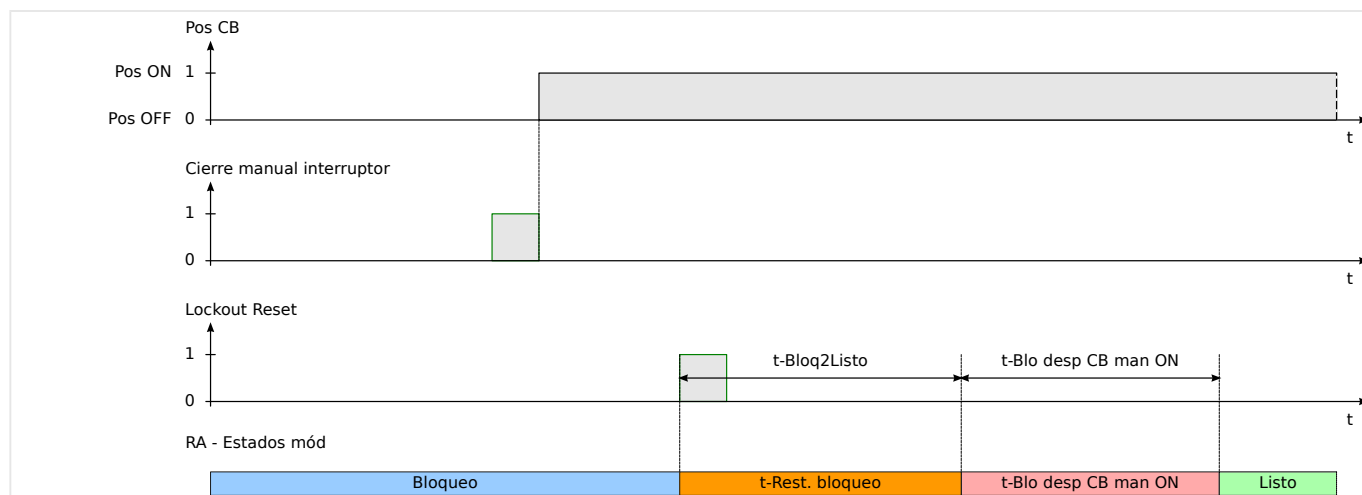 Pos CB
Pos ON 1
Pos OFF 0
t
Cierre manual interruptor
1
0
t
Lockout Reset
1
t-Bloq2Listo
t-Blo desp CB man ON
0
t
RA - Estados mód
Bloqueo
t-Rest. bloqueo
t-Blo desp CB man ON
Listo